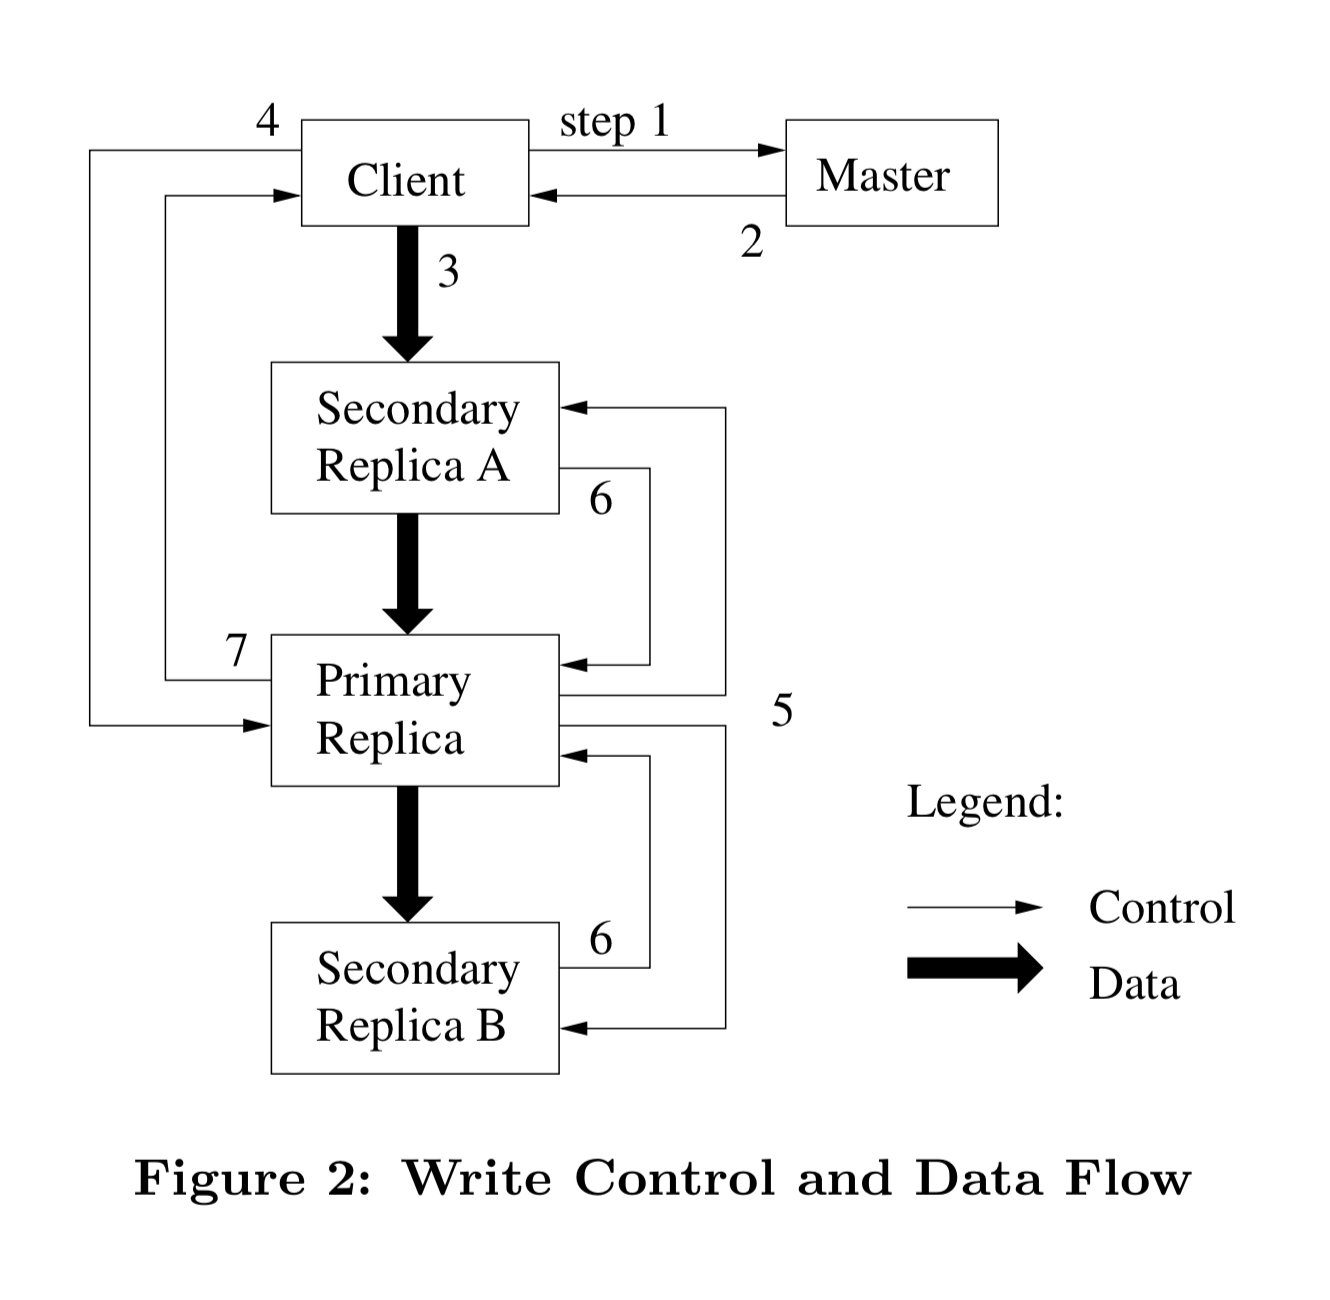 4
step 1
Client
Master
2
3
Secondary
Replica A
6
7
Primary
Replica
5
Legend:
Control
Data
6
Secondary
Replica B
Figure 2: Write Control and Data Flow